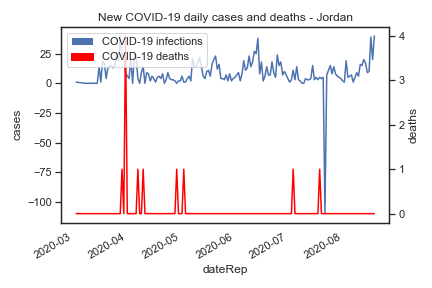 New COVID-19 daily cases and deaths - Jordan
COVID-19 infections
COVID-19 deaths
25
0
−25
−50
−75
−100
cases
4
3
2
1
0
deaths
2020-03
2020-04
2020-05
2020-06
2020-07
2020-08
dateRep